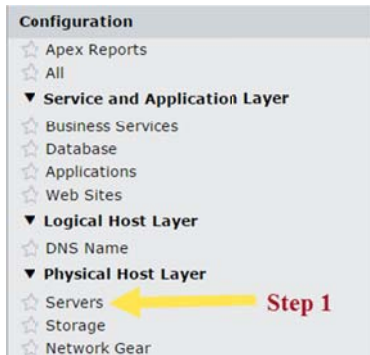 Configuration
Apex Reports
All
▼ Service and Application Layer
Business Services
Database
Applications
Web Sites
▼ Logical Host Layer
DNS Name
▼ Physical Host Layer
Servers Step 1
Storage
Network Gear